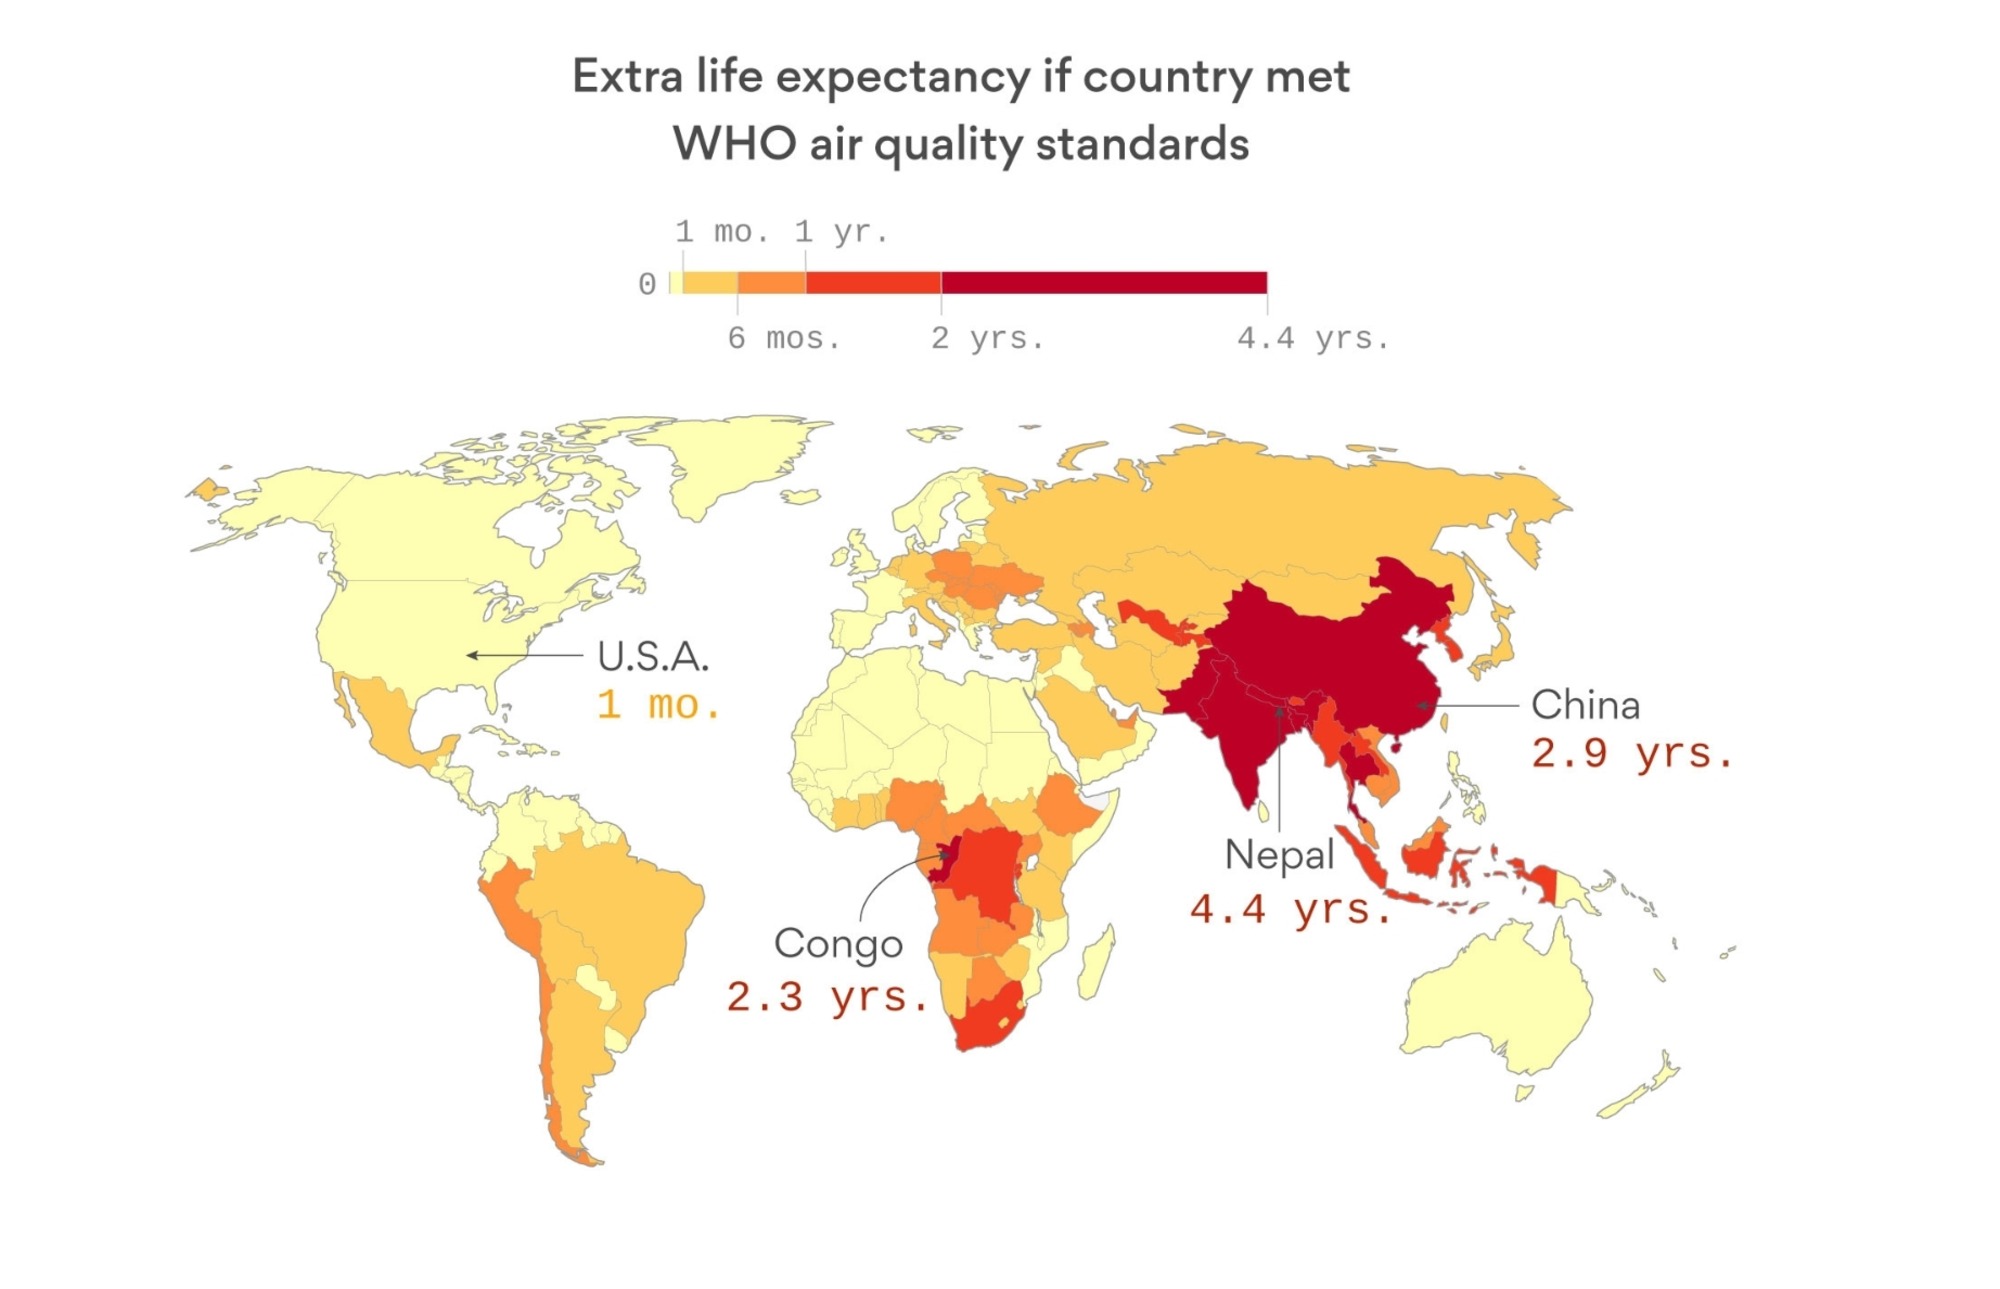 Extra life expectancy if country met
WHO air quality standards
1 mo. 1 yr.
0
6 mos. 2 yrs. 4.4 yrs.
U.S.A.
1 mo.
China
2.9 yrs.
Nepal
4.4 yrs.
Congo
2.3 yrs.